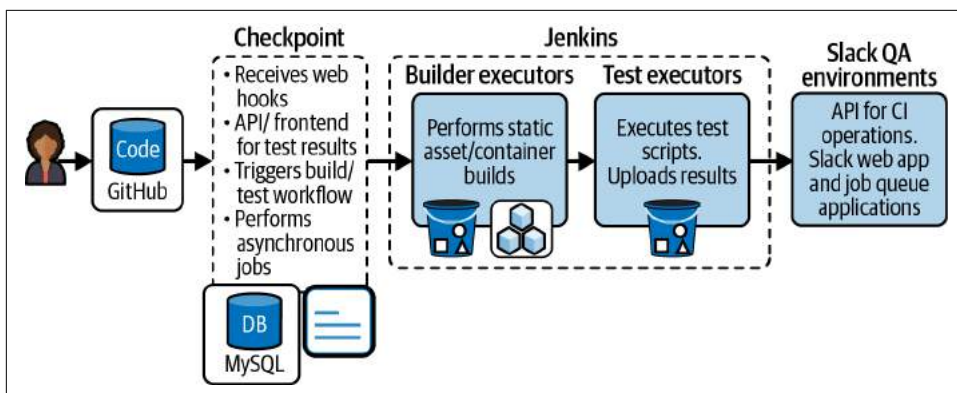 Checkpoint
• Receives web
hooks
• API/ frontend
for test results
• Triggers build/
test workflow
• Performs
asynchronous
jobs
Code
GitHub
DB
MySQL
Jenkins
Builder executors
Performs static
asset/container
builds
Test executors
Executes test
scripts.
Uploads results
Slack QA
environments
API for CI
operations.
Slack web app
and job queue
applications